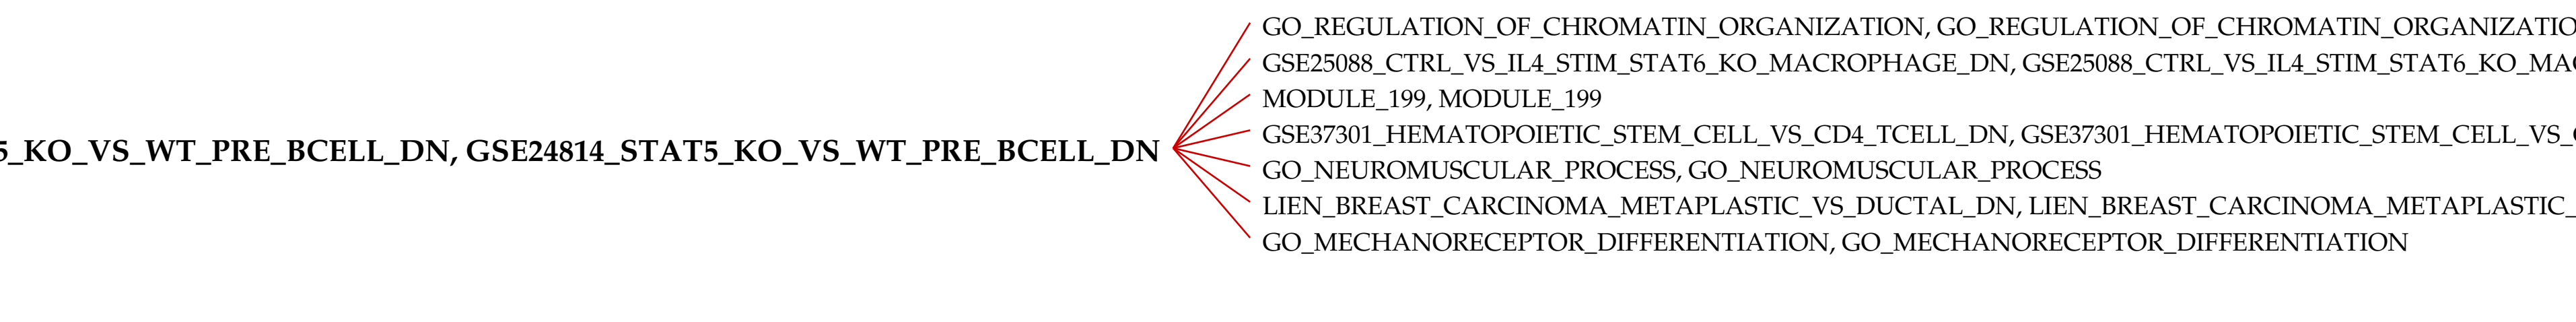 GO_REGULATION_OF_CHROMATIN_ORGANIZATION, GO_REGULATION_OF_CHROMATIN_ORGANIZATIO
GSE25088_CTRL_VS_IL4_STIM_STAT6_KO_MACROPHAGE_DN, GSE25088_CTRL_VS_IL4_STIM_STAT6_KO_MA
MODULE_199, MODULE_199
GSE37301_HEMATOPOIETIC_STEM_CELL_VS_CD4_TCELL_DN, GSE37301_HEMATOPOIETIC_STEM_CELL_VS_
5_KO_VS_WT_PRE_BCELL_DN, GSE24814_STAT5_KO_VS_WT_PRE_BCELL_DN
GO_NEUROMUSCULAR_PROCESS, GO_NEUROMUSCULAR_PROCESS
LIEN_BREAST_CARCINOMA_METAPLASTIC_VS_DUCTAL_DN, LIEN_BREAST_CARCINOMA_METAPLASTIC_
GO_MECHANORECEPTOR_DIFFERENTIATION, GO_MECHANORECEPTOR_DIFFERENTIATION